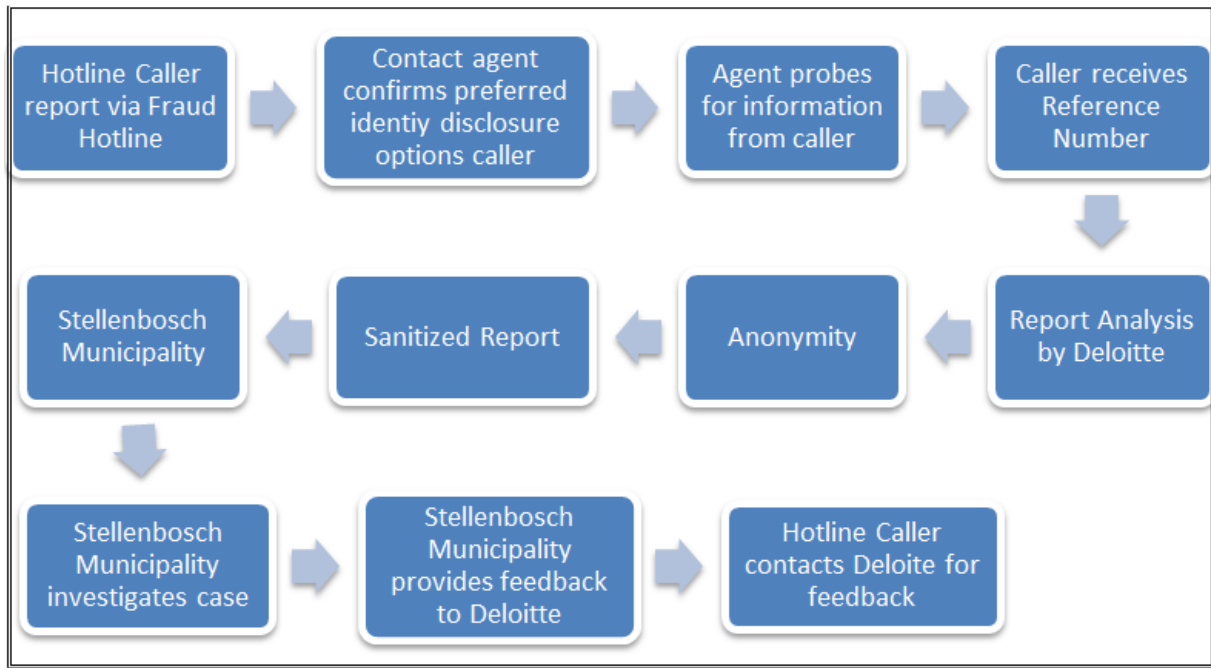 Hotline Caller
report via Fraud
Hotline
Contact agent
confirms preferred
identiy disclosure
options caller
Agent probes
for information
from caller
Caller receives
Reference
Number
Report Analysis
by Deloitte
Anonymity
Sanitized Report
Stellenbosch
Municipality
Stellenbosch
Municipality
investigates case
Stellenbosch
Municipality
provides feedback
to Deloitte
Hotline Caller
contacts Deloite for
feedback